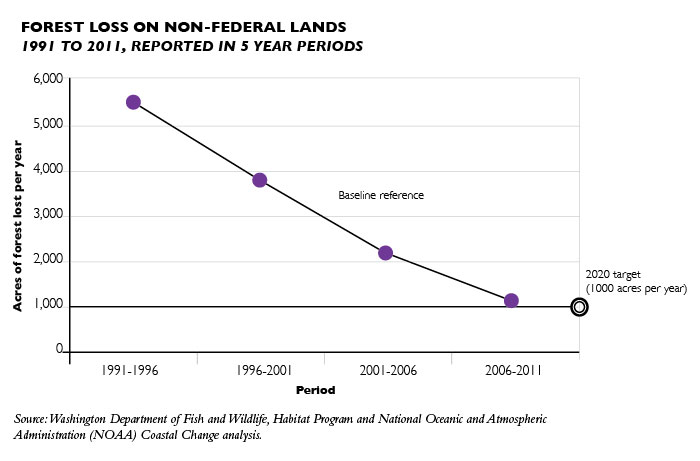 FOREST LOSS ON NON-FEDERAL LANDS
1991 TO 2011, REPORTED IN 5 YEAR PERIODS
Acres of forest lost per year
6,000
5,000
4,000
3,000
2,000
1,000
0
Baseline reference
2020 target
(1000 acres per year)
1991-1996
1996-2001
2001-2006
2006-2011
Period
Source: Washington Department of Fish and Wildlife, Habitat Program and National Oceanic and Atmospheric
Administration (NOAA) Coastal Change analysis.